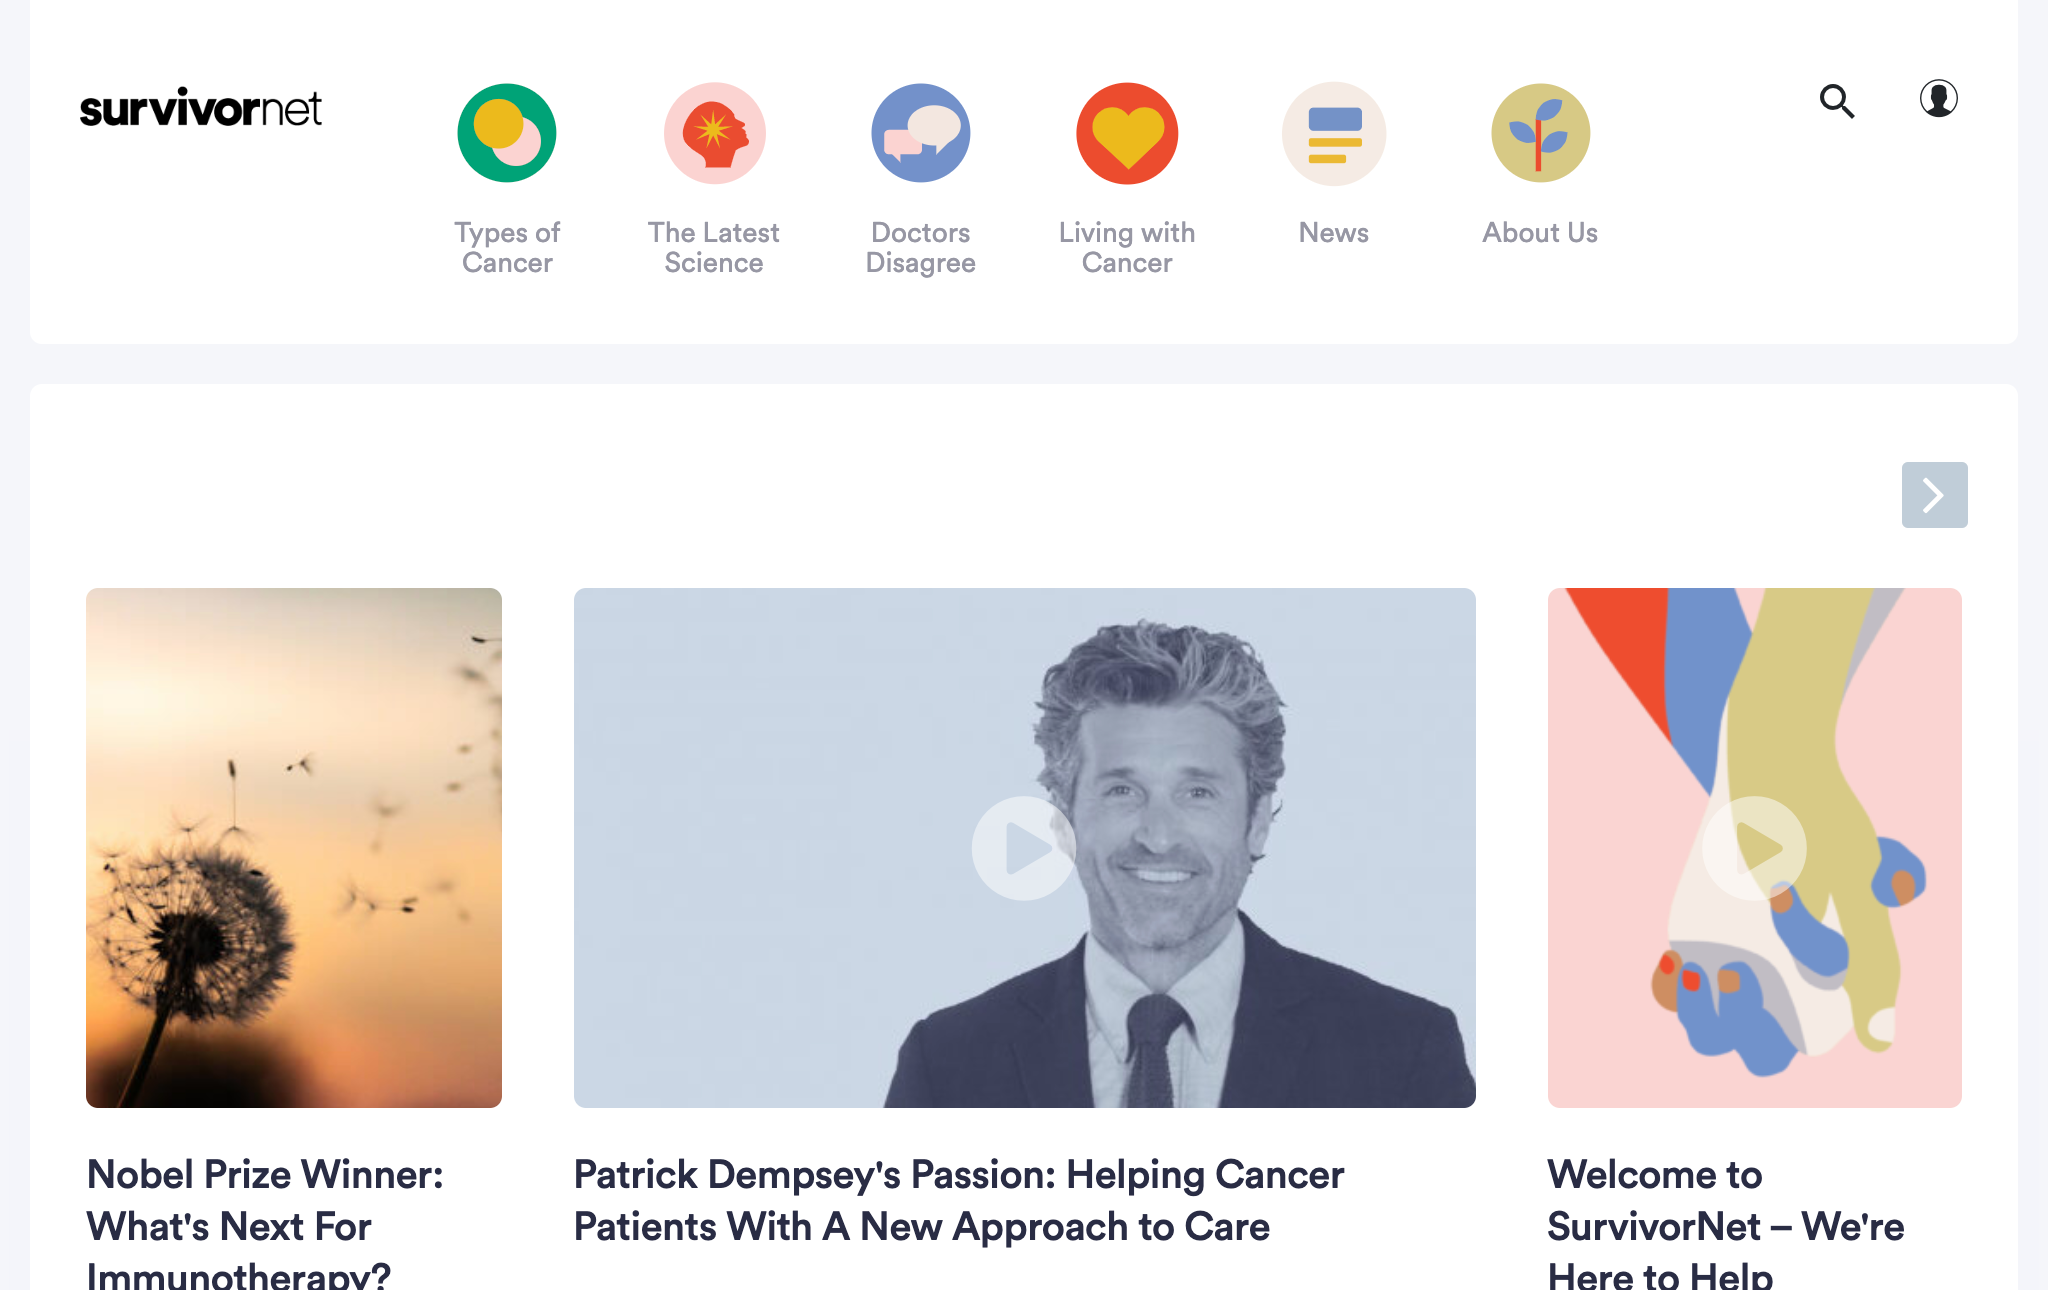 survivornet
Types of
Cancer
The Latest
Science
Doctors
Disagree
Living with
Cancer
News
About Us
Nobel Prize Winner:
What's Next For
Immunotherapy?
Patrick Dempsey's Passion: Helping Cancer
Patients With A New Approach to Care
Welcome to
SurvivorNet – We're
Here to Help